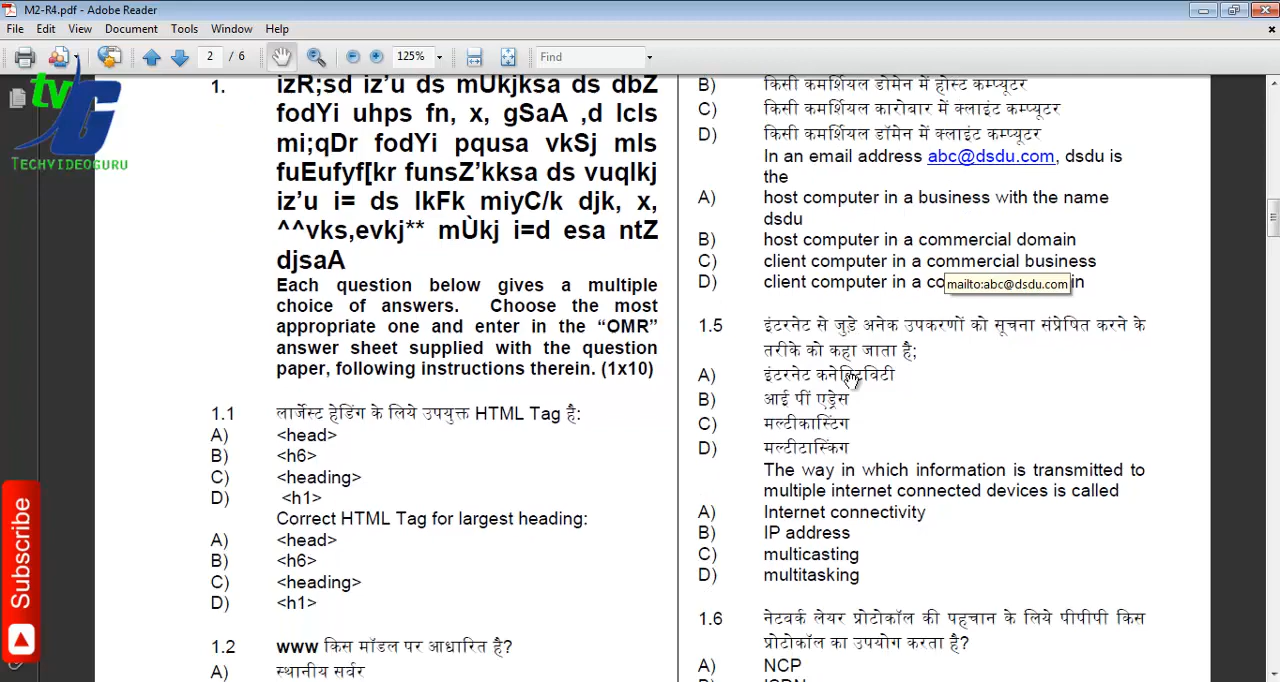 M2-R4.pdf - Adobe Reader
File Edit View Document Tools Window Help
2 / 6 125% Find
tv
TECHVIDEOGURU
Subscribe
1. izR;sd iz'u ds mÙkjksa ds dbZ
fodYi uhps fn, x, gSaA ,d lcls
mi;qDr fodYi pqusa vkSj mls
fuEufyf[kr funsZ'kksa ds vuqlkj
iz'u i= ds lkFk miyC/k djk, x,
^^vks,evkj** mÙkj i=d esa ntZ
djsaA
Each question below gives a multiple
choice of answers. Choose the most
appropriate one and enter in the “OMR”
answer sheet supplied with the question
paper, following instructions therein. (1x10)
1.1 लार्जेस्ट हेडिंग के लिये उपयुक्त HTML Tag है:
A) <head>
B) <h6>
C) <heading>
D) <h1>
Correct HTML Tag for largest heading:
A) <head>
B) <h6>
C) <heading>
D) <h1>
1.2 www किस मॉडल पर आधारित है?
A) स्थानीय सर्वर
B) किसी कमर्शियल डोमेन में होस्ट कम्प्यूटर
C) किसी कमर्शियल कारोबार में क्लाइंट कम्प्यूटर
D) किसी कमर्शियल डॉमेन में क्लाइंट कम्प्यूटर
In an email address abc@dsdu.com, dsdu is
the
A) host computer in a business with the name
dsdu
B) host computer in a commercial domain
C) client computer in a commercial business
D) client computer in a co in
mailto:abc@dsdu.com
1.5 इंटरनेट से जुड़े अनेक उपकरणों को सूचना संप्रेषित करने के
तरीके को कहा जाता है;
A) इंटरनेट कनेक्टिविटी
B) आई पीं एड्रेस
C) मल्टीकास्टिंग
D) मल्टीटास्किंग
The way in which information is transmitted to
multiple internet connected devices is called
A) Internet connectivity
B) IP address
C) multicasting
D) multitasking
1.6 नेटवर्क लेयर प्रोटोकॉल की पहचान के लिये पीपीपी किस
प्रोटोकॉल का उपयोग करता है?
A) NCP